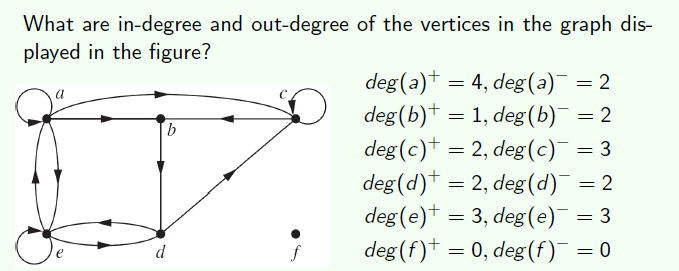 What are in-degree and out-degree of the vertices in the graph dis-
played in the figure?
a
c
b
e
d
f
deg(a)⁺ = 4, deg(a)⁻ = 2
deg(b)⁺ = 1, deg(b)⁻ = 2
deg(c)⁺ = 2, deg(c)⁻ = 3
deg(d)⁺ = 2, deg(d)⁻ = 2
deg(e)⁺ = 3, deg(e)⁻ = 3
deg(f)⁺ = 0, deg(f)⁻ = 0